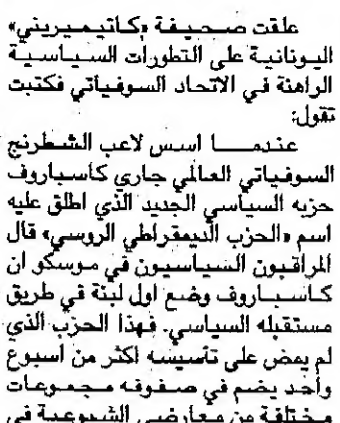 علقت صحيفة «كاتيميريني»
اليونانية على التطورات السياسية
الراهنة في الاتحاد السوفياتي فكتبت
تقول:
عندما اسس لاعب الشطرنج
السوفياتي العالمي جاري كاسباروف
حزبه السياسي الجديد الذي اطلق عليه
اسم «الحزب الديمقراطي الروسي» قال
المراقبون السياسيون في موسكو ان
كاسباروف وضع اول لبنة في طريق
مستقبله السياسي. فهذا الحزب الذي
لم يمض على تأسيسه اكثر من اسبوع
واحد يضم في صفوفه مجموعات
مختلفة من معارضي الشيوعية في